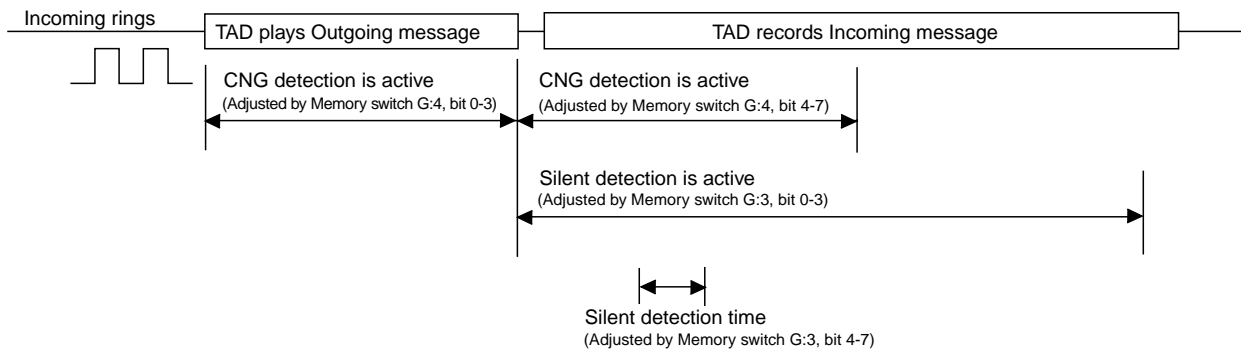 Incoming rings
TAD plays Outgoing message
TAD records Incoming message
CNG detection is active
(Adjusted by Memory switch G:4, bit 0-3)
CNG detection is active
(Adjusted by Memory switch G:4, bit 4-7)
Silent detection is active
(Adjusted by Memory switch G:3, bit 0-3)
Silent detection time
(Adjusted by Memory switch G:3, bit 4-7)